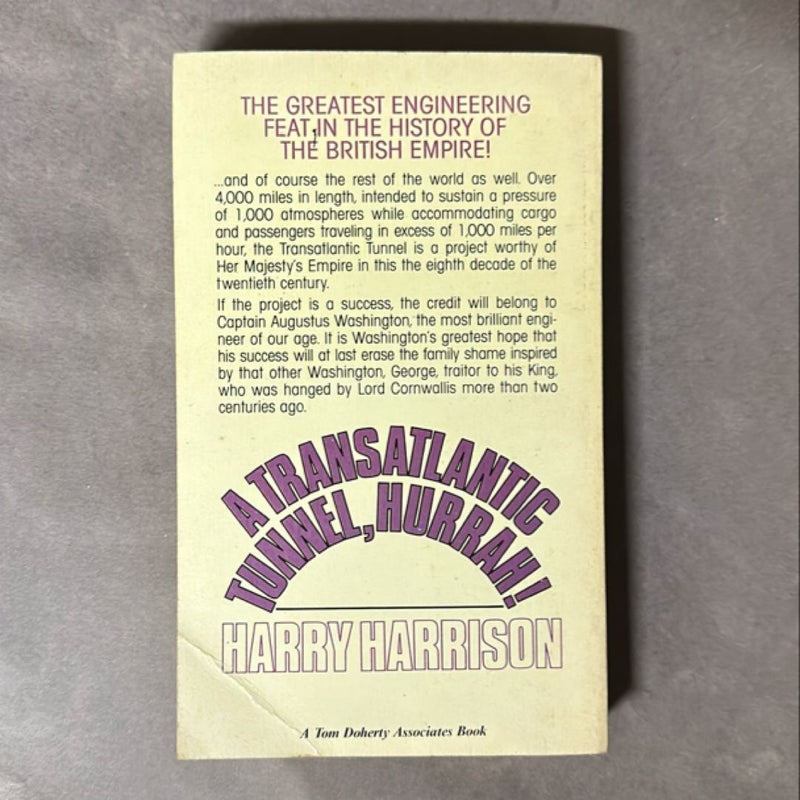 THE GREATEST ENGINEERING
FEAT IN THE HISTORY OF
THE BRITISH EMPIRE!
...and of course the rest of the world as well. Over
4,000 miles in length, intended to sustain a pressure
of 1,000 atmospheres while accommodating cargo
and passengers traveling in excess of 1,000 miles per
hour, the Transatlantic Tunnel is a project worthy of
Her Majesty's Empire in this the eighth decade of the
twentieth century.
If the project is a success, the credit will belong to
Captain Augustus Washington, the most brilliant engi-
neer of our age. It is Washington's greatest hope that
his success will at last erase the family shame inspired
by that other Washington, George, traitor to his King,
who was hanged by Lord Cornwallis more than two
centuries ago.
A TRANSATLANTIC
TUNNEL, HURRAH!
HARRY HARRISON
A Tom Doherty Associates Book